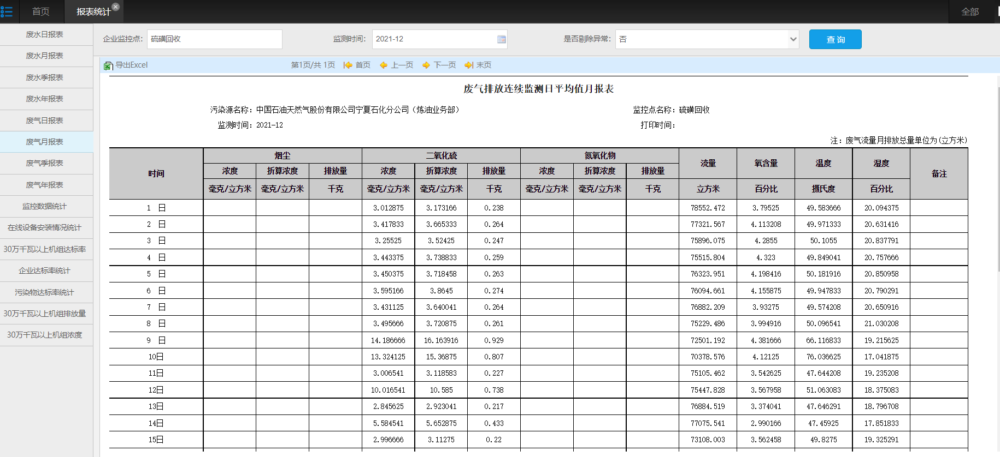 首页 报表统计 全部
企业监控点： 硫磺回收 监测时间： 2021-12 是否剔除异常： 否 查 询
导出Excel 第1页/共 1页 首页 上一页 下一页 末页
废水日报表
废水月报表
废水季报表
废水年报表
废气日报表
废气月报表
废气季报表
废气年报表
监控数据统计
在线设备安装情况统计
30万千瓦以上机组达标率
企业达标率统计
污染物达标率统计
30万千瓦以上机组排放量
30万千瓦以上机组浓度
废气排放连续监测日平均值月报表
污染源名称：中国石油天然气股份有限公司宁夏石化分公司（炼油业务部） 监控点名称：硫磺回收
监测时间：2021-12 打印时间：
注：废气流量月排放总量单位为(立方米)
时间 烟尘 二氧化硫 氮氧化物 流量 氧含量 温度 湿度 备注
浓度 折算浓度 排放量 浓度 折算浓度 排放量 浓度 折算浓度 排放量
毫克/立方米 毫克/立方米 千克 毫克/立方米 毫克/立方米 千克 毫克/立方米 毫克/立方米 千克 立方米 百分比 摄氏度 百分比
1 日 3.012875 3.173166 0.238 78552.472 3.79525 49.583666 20.094375
2 日 3.417833 3.665333 0.264 77321.567 4.113208 49.971333 20.631416
3 日 3.25525 3.52425 0.247 75896.075 4.2855 50.1055 20.837791
4 日 3.443375 3.738833 0.259 75515.804 4.323 49.849041 20.757666
5 日 3.450375 3.718458 0.263 76323.951 4.198416 50.181916 20.850958
6 日 3.595166 3.8645 0.274 76094.661 4.155875 49.947833 20.790291
7 日 3.431125 3.640041 0.264 76882.209 3.93275 49.574208 20.650916
8 日 3.495666 3.720875 0.261 75229.486 3.994916 50.096541 21.030208
9 日 14.186666 16.163916 0.929 72501.192 4.381666 66.116833 19.215625
10日 13.324125 15.36875 0.807 70378.576 4.12125 76.036625 17.041875
11日 3.006541 3.118583 0.227 75105.462 3.542625 47.644208 19.235208
12日 10.016541 10.585 0.738 75447.828 3.567958 51.063083 18.375083
13日 2.845625 2.923041 0.217 76884.519 3.374041 47.646291 18.796708
14日 5.584541 5.652875 0.433 77075.541 2.990166 47.45925 17.851833
15日 2.996666 3.11275 0.22 73108.003 3.562458 49.8275 19.325291